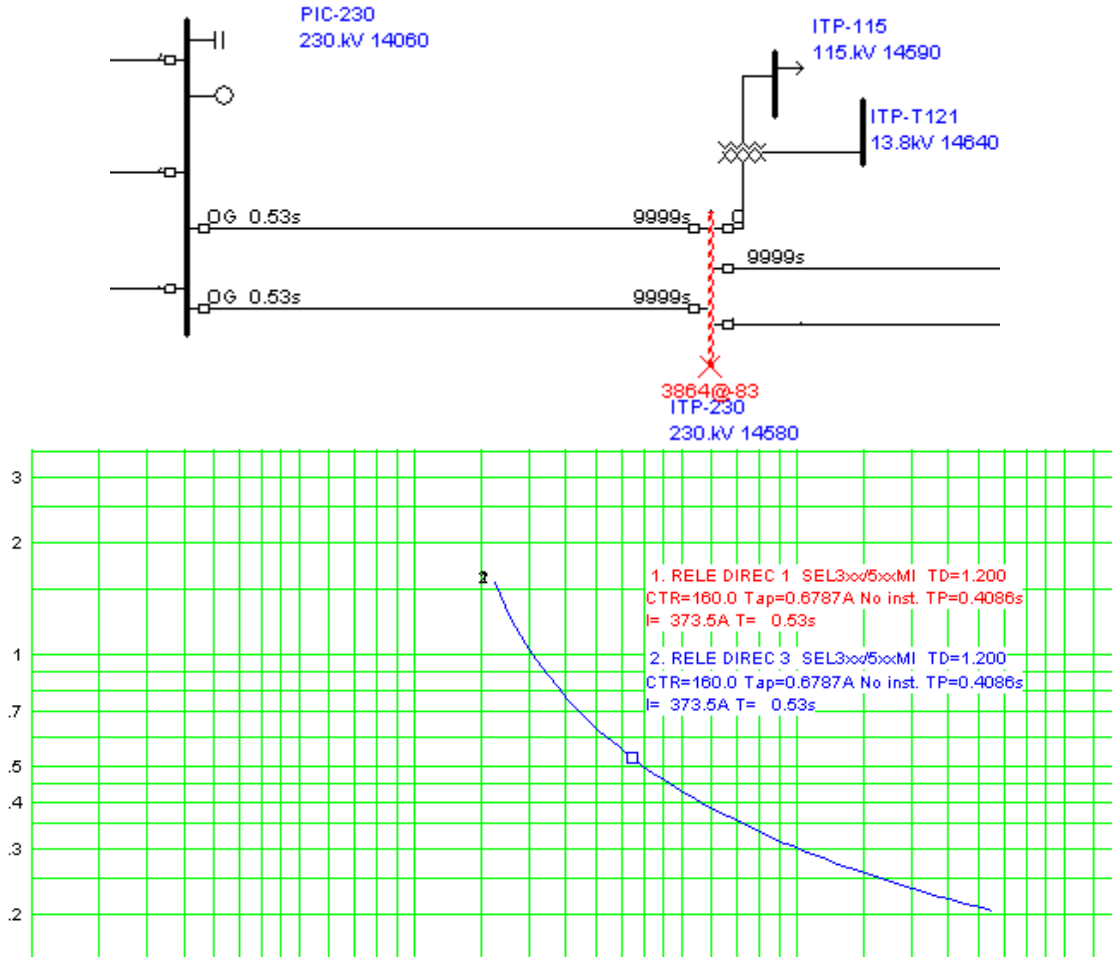 PIC-230
230.kV 14060
ITP-115
115.kV 14590
ITP-T121
13.8kV 14640
OG 0.53s
9999s
9999s
OG 0.53s
9999s
3864@-83
ITP-230
230.kV 14580
3
2
1. RELE DIREC 1 SEL3xx/5xxMI TD=1.200
CTR=160.0 Tap=0.6787A No inst. TP=0.4086s
I= 373.5A T= 0.53s
1
2. RELE DIREC 3 SEL3xx/5xxMI TD=1.200
CTR=160.0 Tap=0.6787A No inst. TP=0.4086s
I= 373.5A T= 0.53s
.7
.5
.4
.3
.2